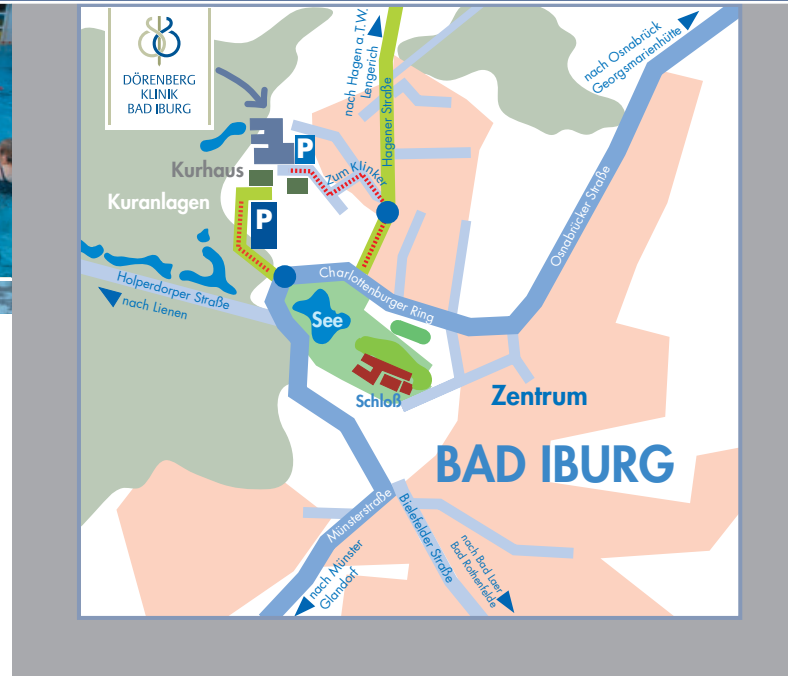 DÖRENBERG
KLINIK
BAD IBURG
nach Hagen a.T.W.
Lengerich
Hagener Straße
nach Osnabrück
Georgsmarienhütte
P
Kurhaus
Zum Klinker
Kuranlagen
P
Osnabrücker Straße
Holperdorper Straße
nach Lienen
Charlottenburger Ring
See
Schloß
Zentrum
BAD IBURG
Münsterstraße
Bielefelder Straße
nach Münster
Glandorf
nach Bad Laer
Bad Rothenfelde